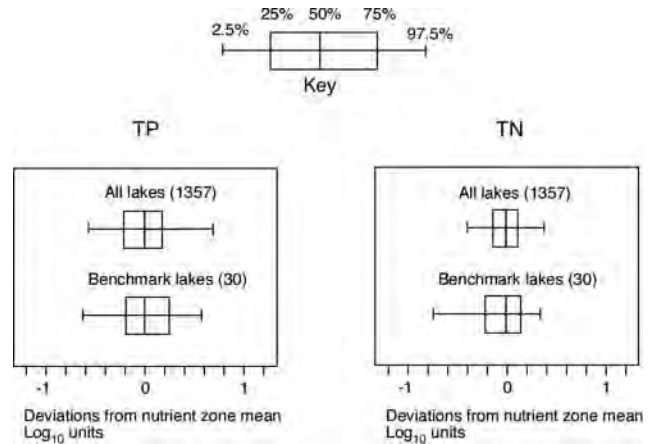 25% 50% 75%
2.5% 97.5%
Key
TP TN
All lakes (1357) All lakes (1357)
Benchmark lakes (30) Benchmark lakes (30)
-1 0 1 -1 0 1
Deviations from nutrient zone mean Deviations from nutrient zone mean
Log10 units Log10 units